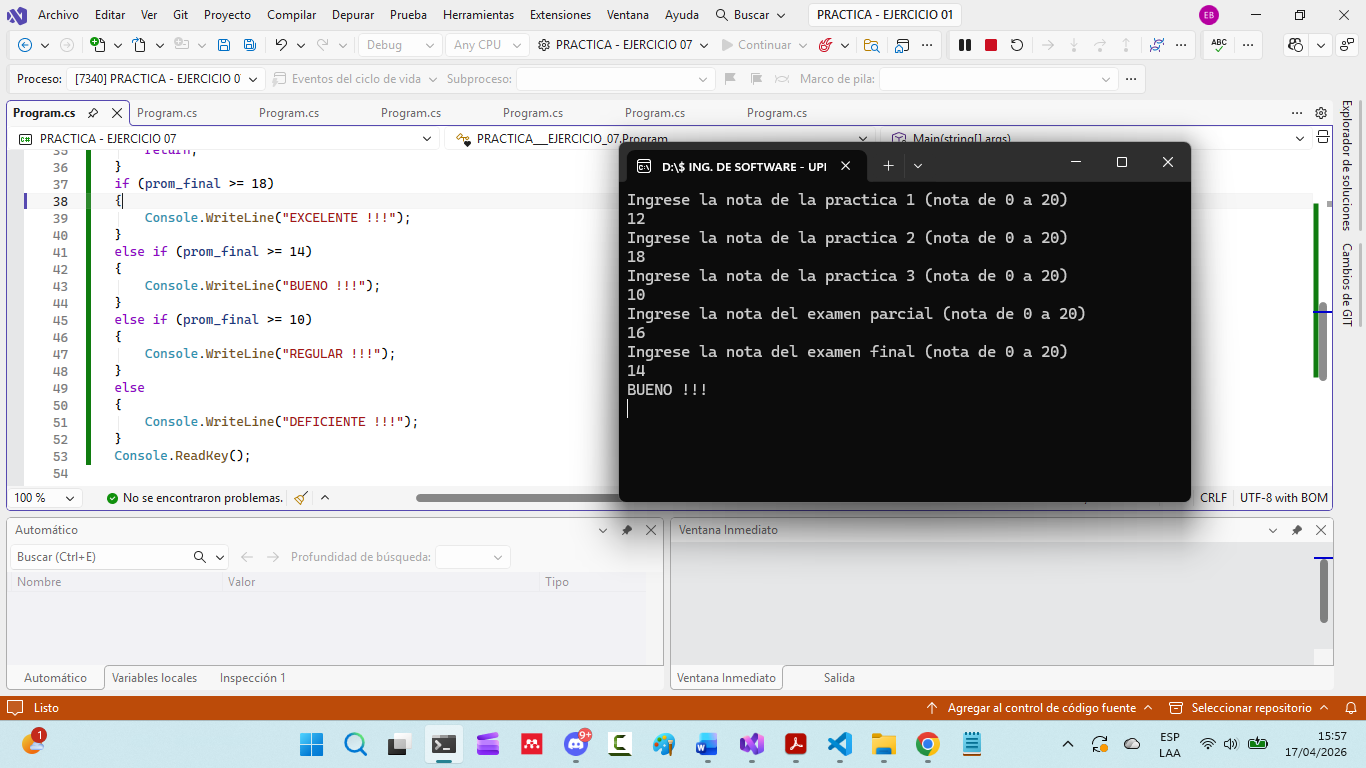 Archivo Editar Ver Git Proyecto Compilar Depurar Prueba Herramientas Extensiones Ventana Ayuda Buscar PRACTICA - EJERCICIO 01 EB
Debug Any CPU PRACTICA - EJERCICIO 07 Continuar ABC
Proceso: [7340] PRACTICA - EJERCICIO 0 Eventos del ciclo de vida Subproceso: Marco de pila:
Program.cs Program.cs Program.cs Program.cs Program.cs Program.cs Program.cs
C# PRACTICA - EJERCICIO 07 PRACTICA___EJERCICIO_07.Program Main(string[] args)
35 return;
36 }
37 if (prom_final >= 18)
38 {
39 Console.WriteLine("EXCELENTE !!!");
40 }
41 else if (prom_final >= 14)
42 {
43 Console.WriteLine("BUENO !!!");
44 }
45 else if (prom_final >= 10)
46 {
47 Console.WriteLine("REGULAR !!!");
48 }
49 else
50 {
51 Console.WriteLine("DEFICIENTE !!!");
52 }
53 Console.ReadKey();
54
D:\$ ING. DE SOFTWARE - UPI
Ingrese la nota de la practica 1 (nota de 0 a 20)
12
Ingrese la nota de la practica 2 (nota de 0 a 20)
18
Ingrese la nota de la practica 3 (nota de 0 a 20)
10
Ingrese la nota del examen parcial (nota de 0 a 20)
16
Ingrese la nota del examen final (nota de 0 a 20)
14
BUENO !!!
Explorador de soluciones
Cambios de GIT
100 % No se encontraron problemas. CRLF UTF-8 with BOM
Automático
Buscar (Ctrl+E) Profundidad de búsqueda:
Nombre Valor Tipo
Automático Variables locales Inspección 1
Ventana Inmediato
Ventana Inmediato Salida
Listo Agregar al control de código fuente Seleccionar repositorio
1
9+
ESP
LAA
15:57
17/04/2026